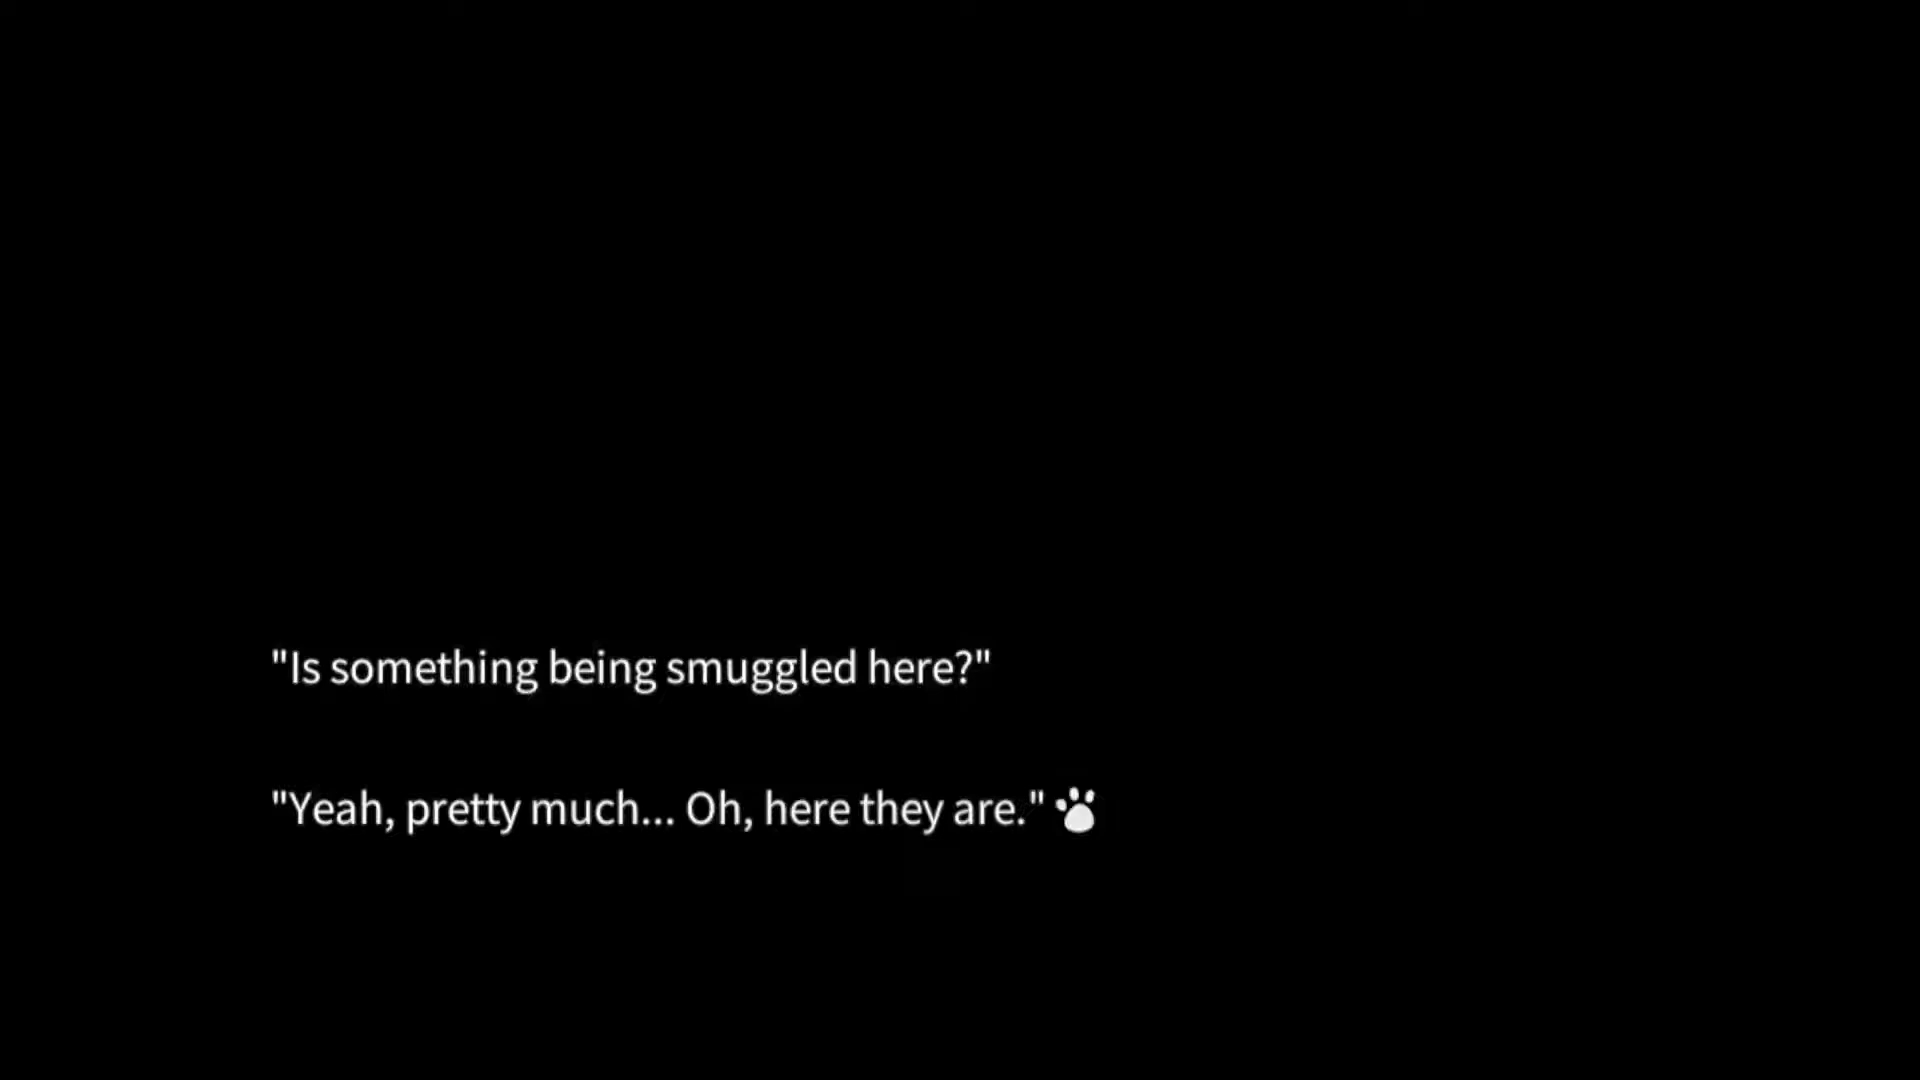 "Is something being smuggled here?"
"Yeah, pretty much... Oh, here they are."